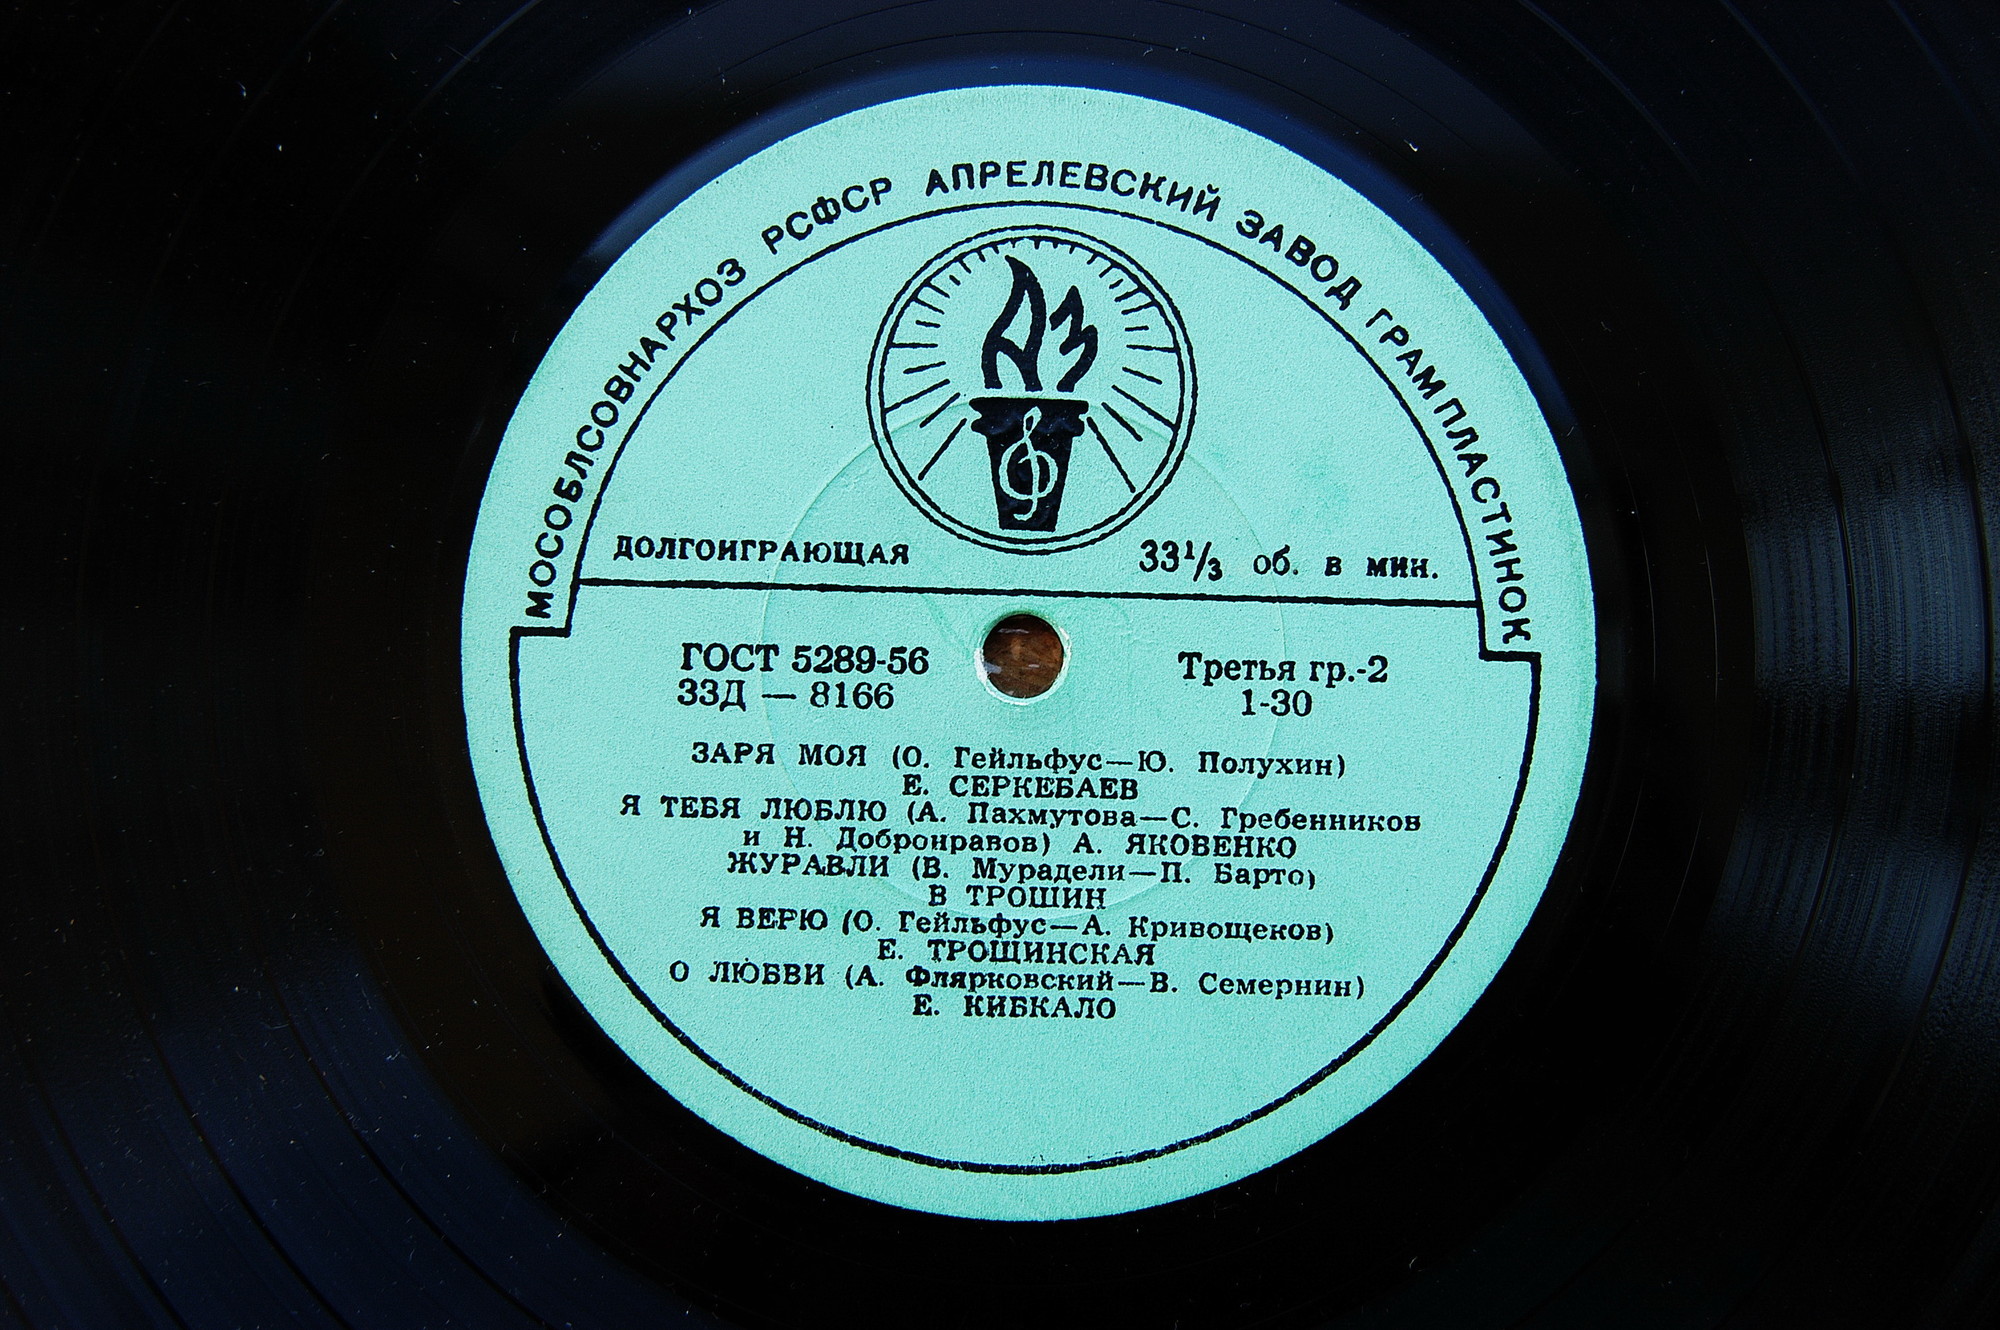 МОСОБЛСОВНАРХОЗ РСФСР АПРЕЛЕВСКИЙ ЗАВОД ГРАМПЛАСТИНОК
АЗ
ДОЛГОИГРАЮЩАЯ 33 1/3 об. в мин.
ГОСТ 5289-56 Третья гр.-2
33Д — 8166 1-30
ЗАРЯ МОЯ (О. Гейльфус—Ю. Полухин)
Е. СЕРКЕБАЕВ
Я ТЕБЯ ЛЮБЛЮ (А. Пахмутова—С. Гребенников
и Н. Добронравов) А. ЯКОВЕНКО
ЖУРАВЛИ (В. Мурадели—П. Барто)
В ТРОШИН
Я ВЕРЮ (О. Гейльфус—А. Кривощеков)
Е. ТРОЩИНСКАЯ
О ЛЮБВИ (А. Флярковский—В. Семернин)
Е. КИБКАЛО